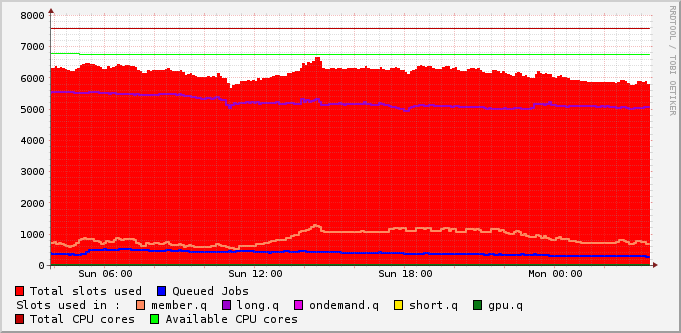 8000
7000
6000
5000
4000
3000
2000
1000
0
Sun 06:00 Sun 12:00 Sun 18:00 Mon 00:00
RRDTOOL / TOBI OETIKER
Total slots used Queued Jobs
Slots used in : member.q long.q ondemand.q short.q gpu.q
Total CPU cores Available CPU cores